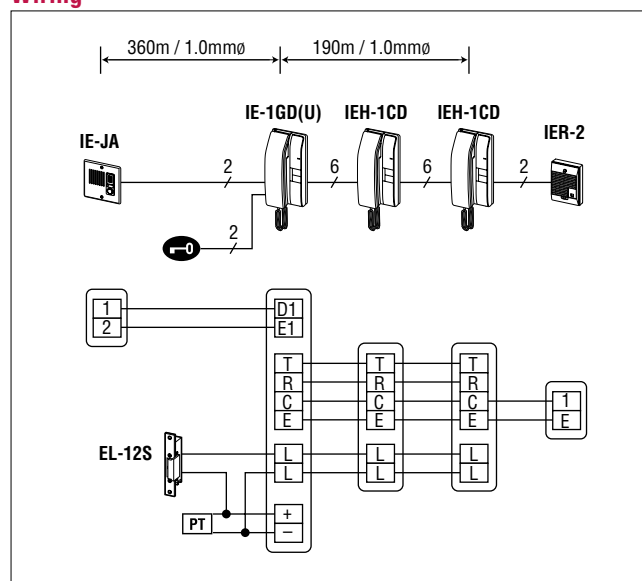 Wiring
360m / 1.0mmø 190m / 1.0mmø
IE-JA IE-1GD(U) IEH-1CD IEH-1CD IER-2
2 6 6 2
2
1 D1
2 E1
T T T
R R R
C C C 1
E E E E
EL-12S L L L
L L L
PT +
–